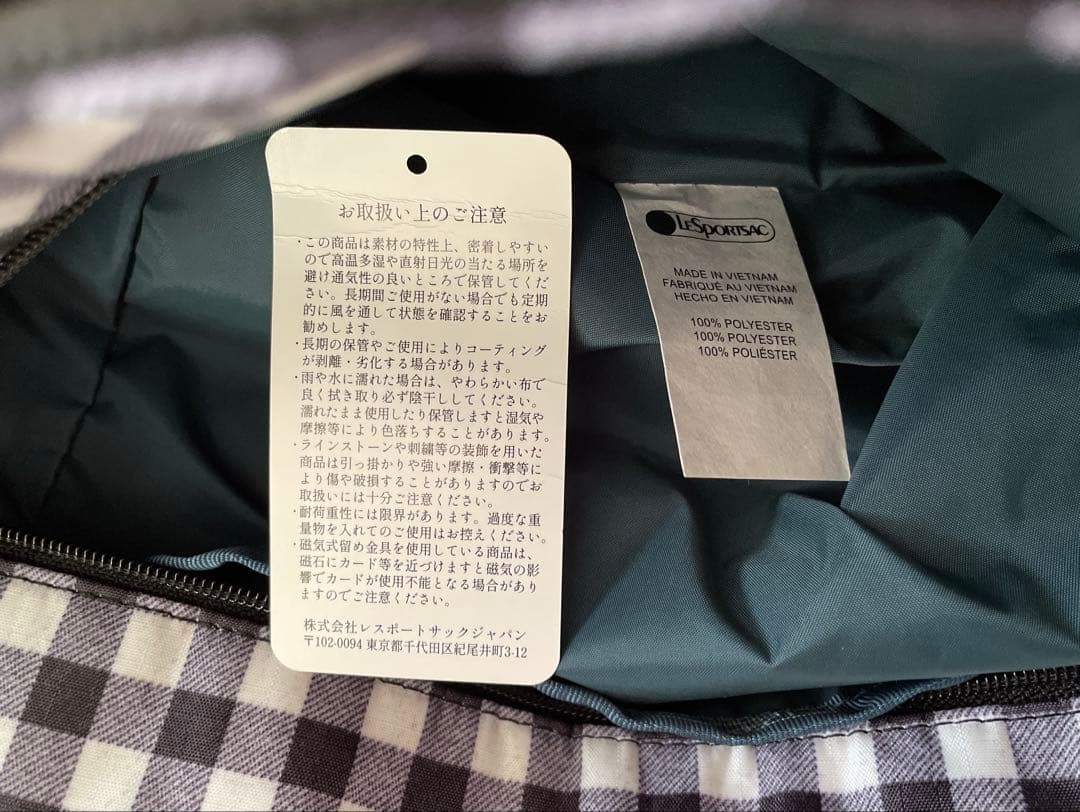 お取扱い上のご注意
・この商品は素材の特性上、密着しやすい
ので高温多湿や直射日光の当たる場所を
避け通気性の良いところで保管してくだ
さい。長期間ご使用がない場合でも定期
的に風を通して状態を確認することをお
勧めします。
・長期の保管やご使用によりコーティング
が剥離・劣化する場合があります。
・雨や水に濡れた場合は、やわらかい布で
良く拭き取り必ず陰干ししてください。
濡れたまま使用したり保管しますと湿気や
摩擦等により色落ちすることがあります。
・ラインストーンや刺繍等の装飾を用いた
商品は引っ掛かりや強い摩擦・衝撃等に
より傷や破損することがありますのでお
取扱いには十分ご注意ください。
・耐荷重性には限界があります。過度な重
量物を入れてのご使用はお控えください。
・磁気式留め金具を使用している商品は、
磁石にカード等を近づけますと磁気の影
響でカードが使用不能となる場合があり
ますのでご注意ください。
株式会社レスポートサックジャパン
〒102-0094 東京都千代田区紀尾井町3-12
LESPORTSAC
MADE IN VIETNAM
FABRIQUÉ AU VIETNAM
HECHO EN VIETNAM
100% POLYESTER
100% POLYESTER
100% POLIÉSTER